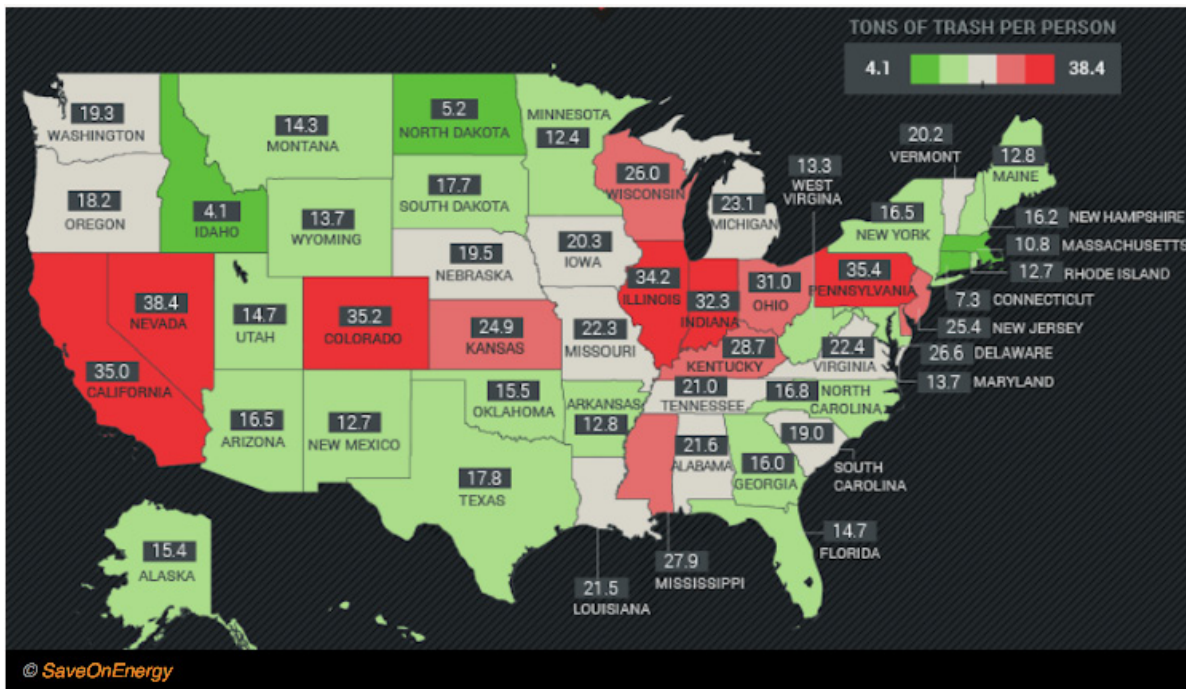 TONS OF TRASH PER PERSON
4.1 38.4
19.3
WASHINGTON
14.3
MONTANA
5.2
NORTH DAKOTA
MINNESOTA
12.4
18.2
OREGON
4.1
IDAHO
13.7
WYOMING
17.7
SOUTH DAKOTA
26.0
WISCONSIN
23.1
MICHIGAN
13.3
WEST
VIRGINIA
20.2
VERMONT
12.8
MAINE
16.5
NEW YORK
16.2 NEW HAMPSHIRE
10.8 MASSACHUSETTS
12.7 RHODE ISLAND
7.3 CONNECTICUT
25.4 NEW JERSEY
26.6 DELAWARE
13.7 MARYLAND
38.4
NEVADA
35.0
CALIFORNIA
14.7
UTAH
35.2
COLORADO
19.5
NEBRASKA
20.3
IOWA
24.9
KANSAS
22.3
MISSOURI
34.2
ILLINOIS
32.3
INDIANA
31.0
OHIO
35.4
PENNSYLVANIA
28.7
KENTUCKY
22.4
VIRGINIA
16.5
ARIZONA
12.7
NEW MEXICO
15.5
OKLAHOMA
ARKANSAS
12.8
21.0
TENNESSEE
16.8 NORTH
CAROLINA
17.8
TEXAS
21.6
ALABAMA
16.0
GEORGIA
19.0
SOUTH
CAROLINA
15.4
ALASKA
21.5
LOUISIANA
27.9
MISSISSIPPI
14.7
FLORIDA
© SaveOnEnergy